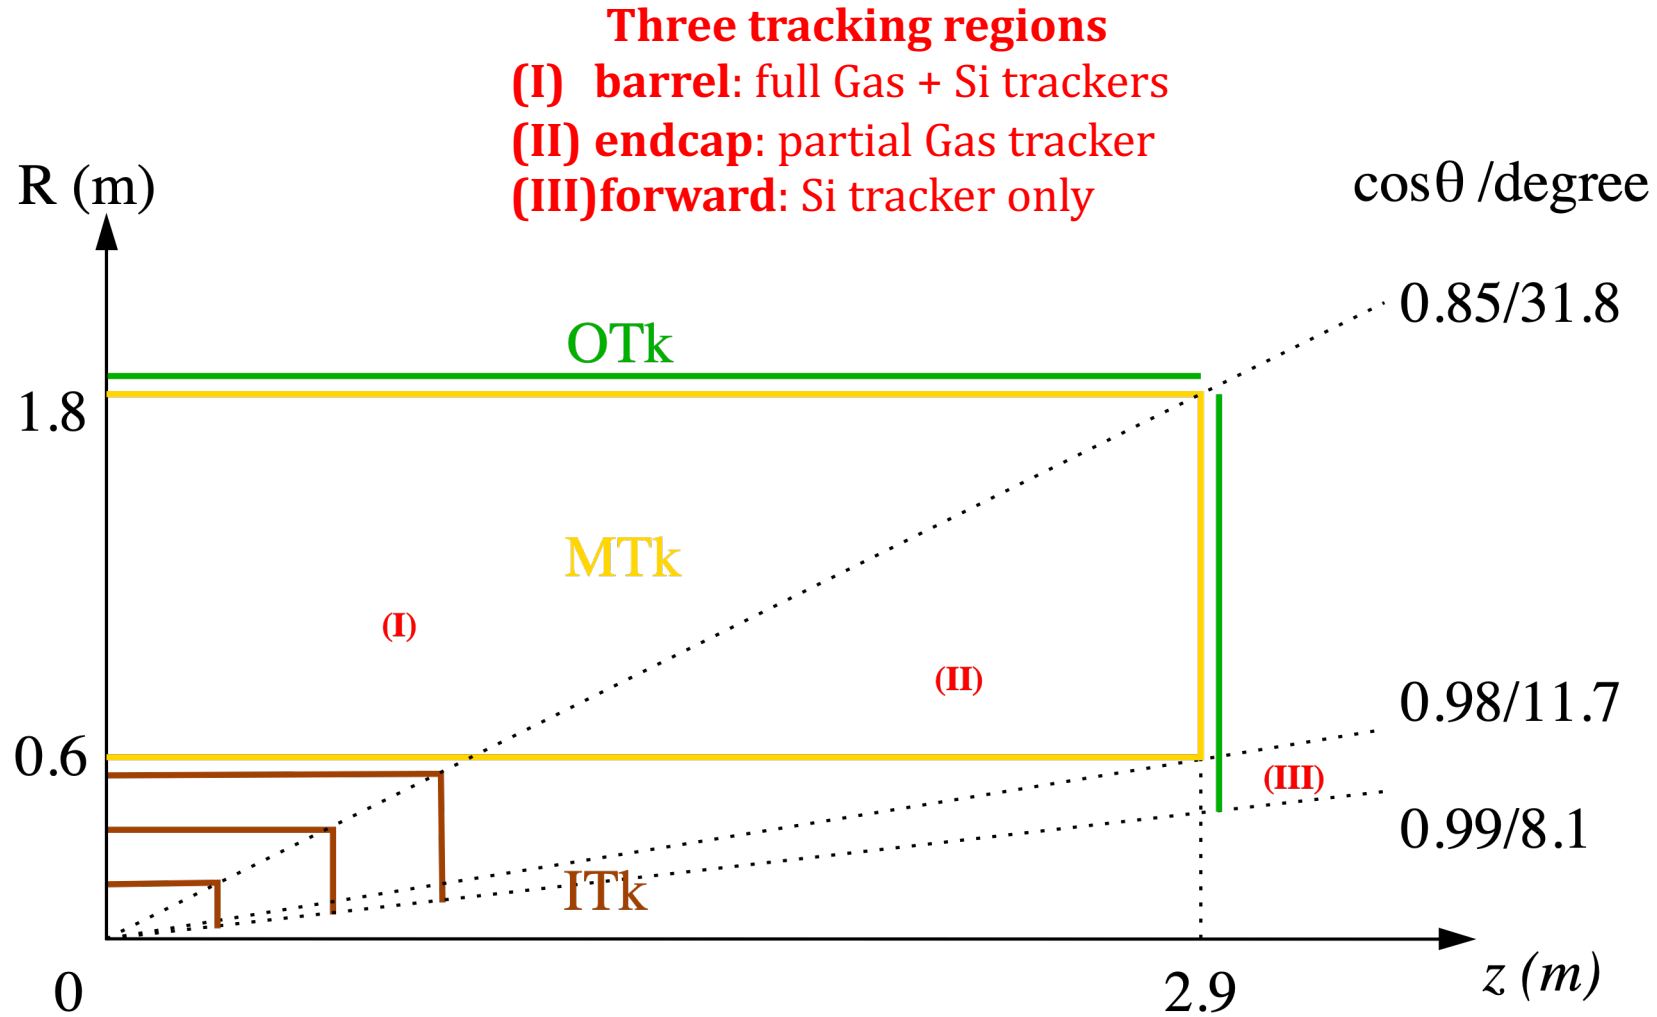 Three tracking regions
(I) barrel: full Gas + Si trackers
(II) endcap: partial Gas tracker
(III)forward: Si tracker only
R (m)
cosθ /degree
0.85/31.8
OTk
1.8
MTk
(I)
(II)
0.98/11.7
0.6
(III)
0.99/8.1
ITk
0
2.9
z (m)